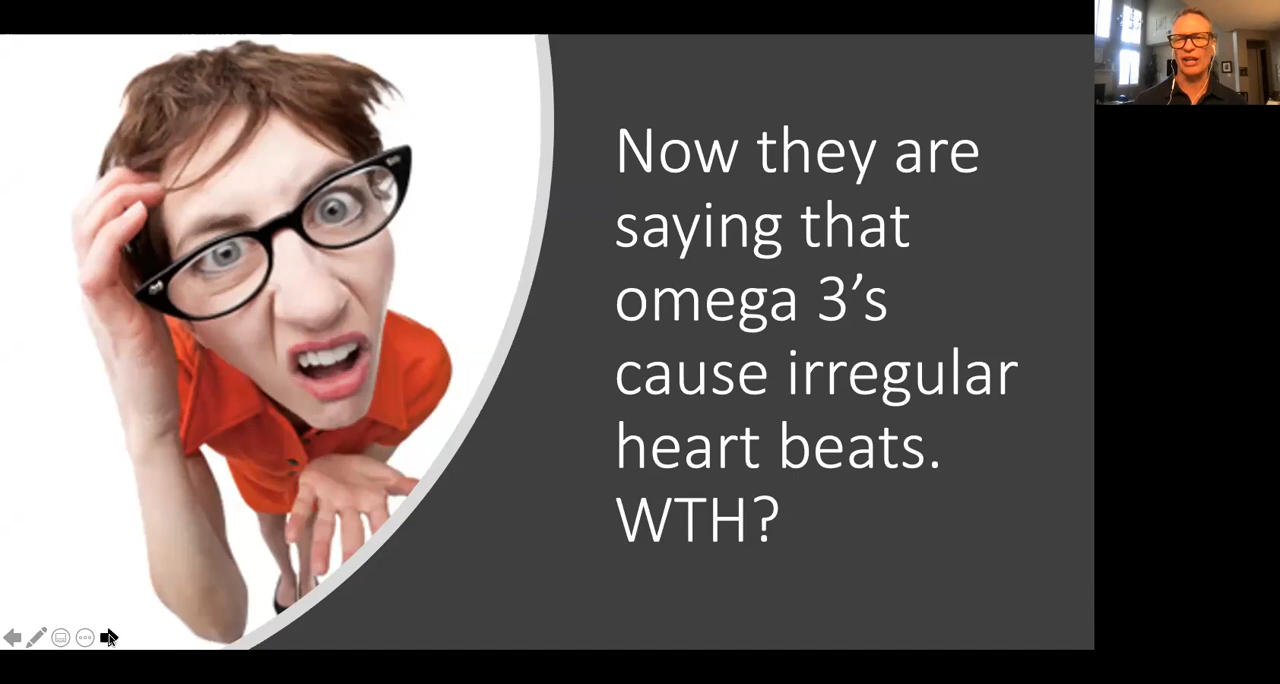 Now they are
saying that
omega 3’s
cause irregular
heart beats.
WTH?